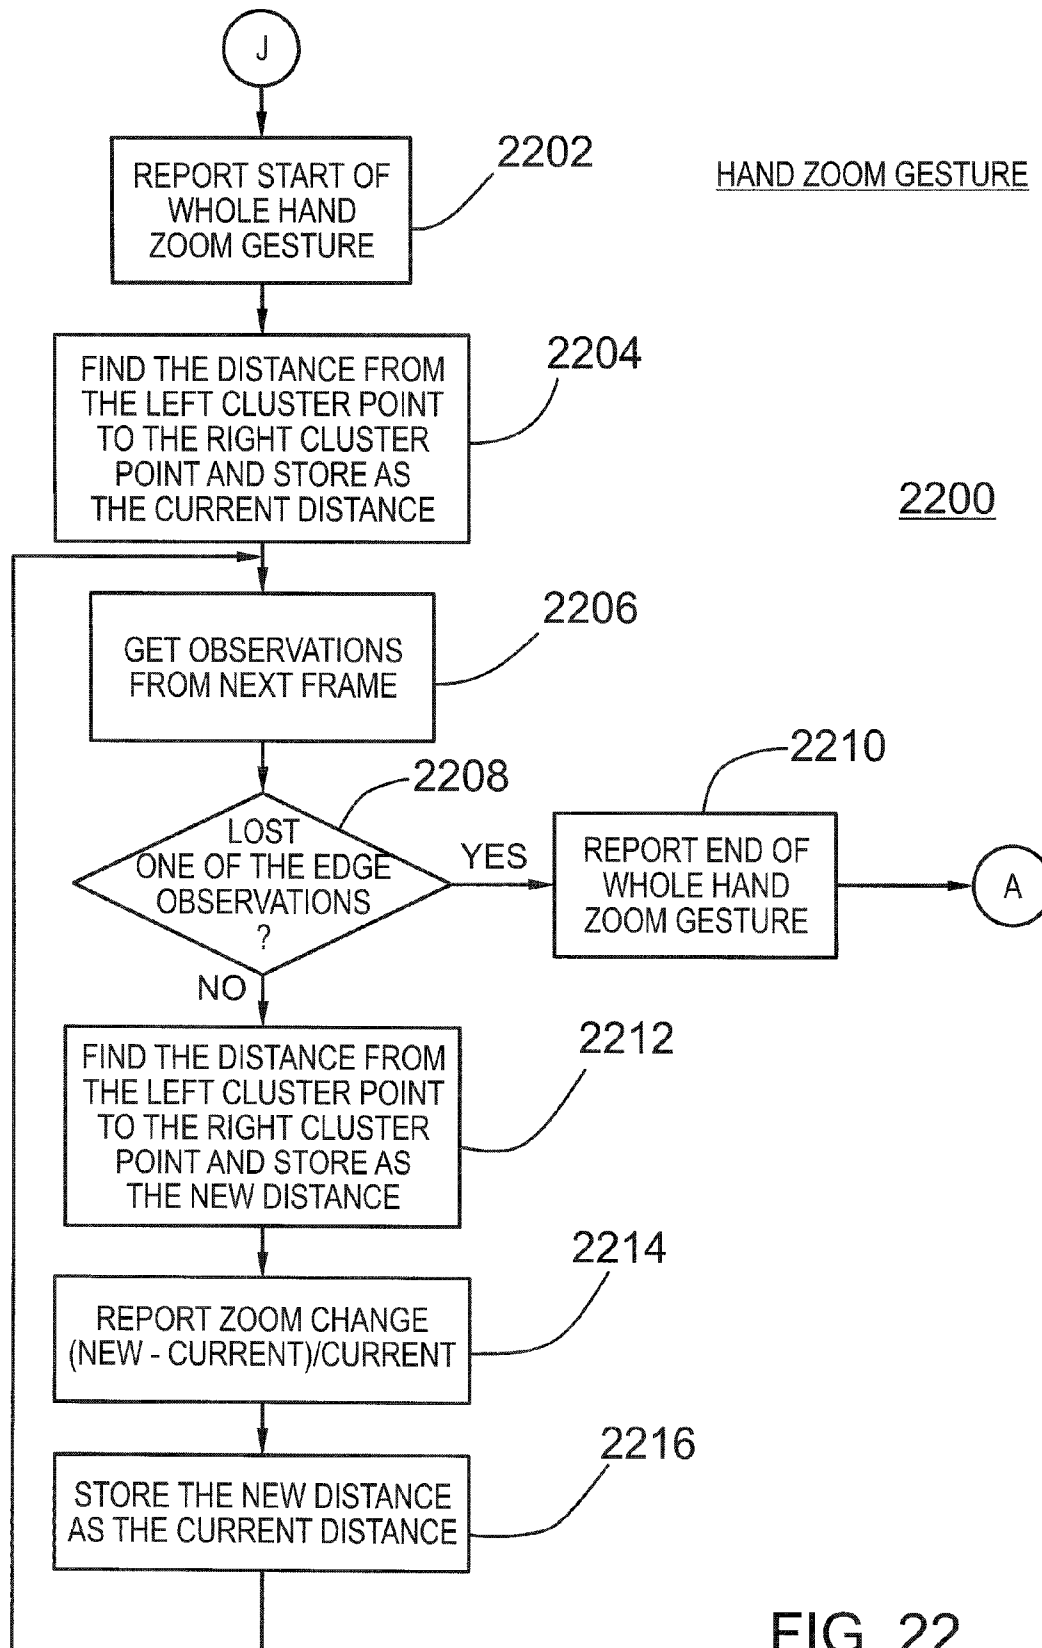 J
REPORT START OF
WHOLE HAND
ZOOM GESTURE
2202
HAND ZOOM GESTURE
FIND THE DISTANCE FROM
THE LEFT CLUSTER POINT
TO THE RIGHT CLUSTER
POINT AND STORE AS
THE CURRENT DISTANCE
2204
2200
GET OBSERVATIONS
FROM NEXT FRAME
2206
LOST
ONE OF THE EDGE
OBSERVATIONS
?
2208
YES
REPORT END OF
WHOLE HAND
ZOOM GESTURE
2210
A
NO
FIND THE DISTANCE FROM
THE LEFT CLUSTER POINT
TO THE RIGHT CLUSTER
POINT AND STORE AS
THE NEW DISTANCE
2212
REPORT ZOOM CHANGE
(NEW - CURRENT)/CURRENT
2214
STORE THE NEW DISTANCE
AS THE CURRENT DISTANCE
2216
FIG. 22